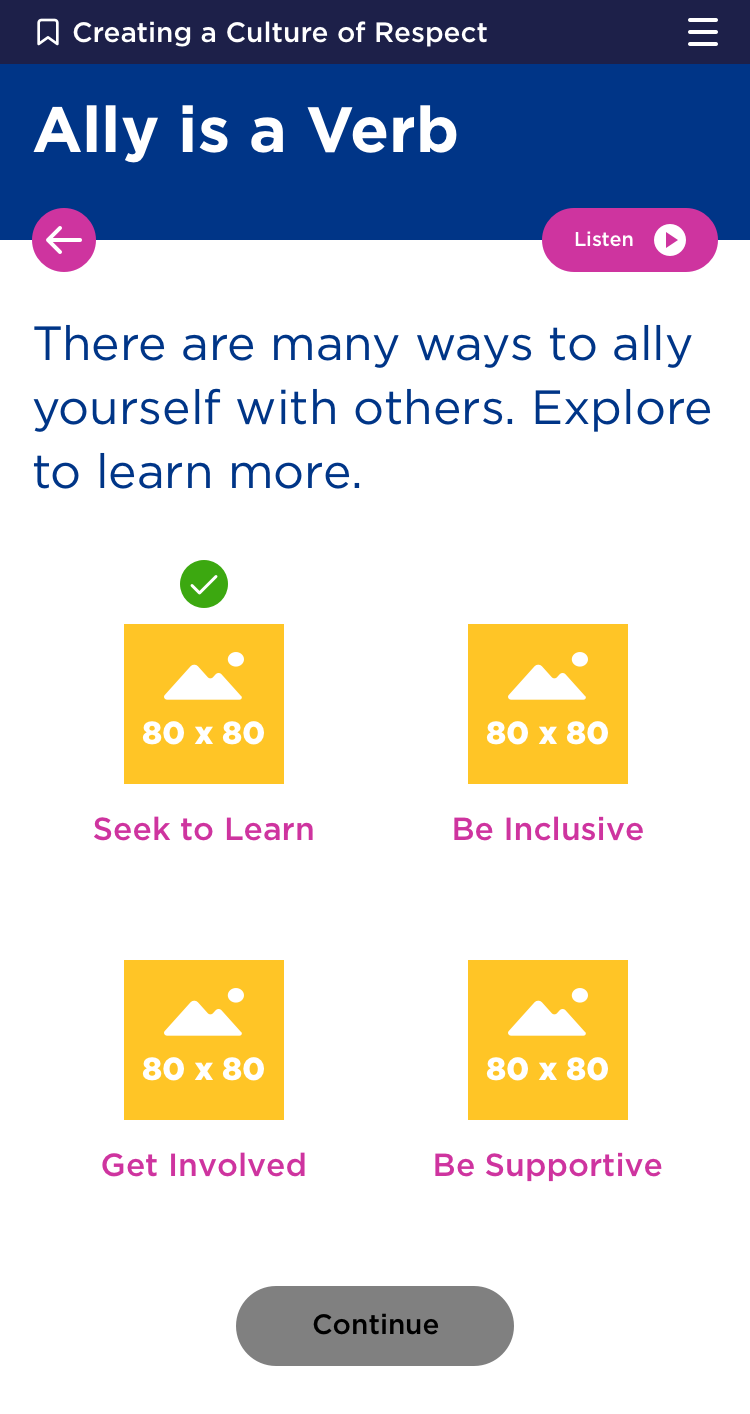 Creating a Culture of Respect
Ally is a Verb
Listen
There are many ways to ally
yourself with others. Explore
to learn more.
80 x 80
80 x 80
Seek to Learn
Be Inclusive
80 x 80
80 x 80
Get Involved
Be Supportive
Continue